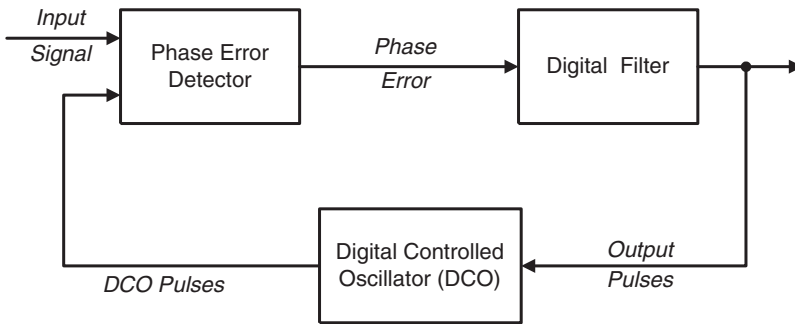 Input
Signal
Phase Error
Detector
Phase
Error
Digital Filter
Digital Controlled
Oscillator (DCO)
Output
Pulses
DCO Pulses